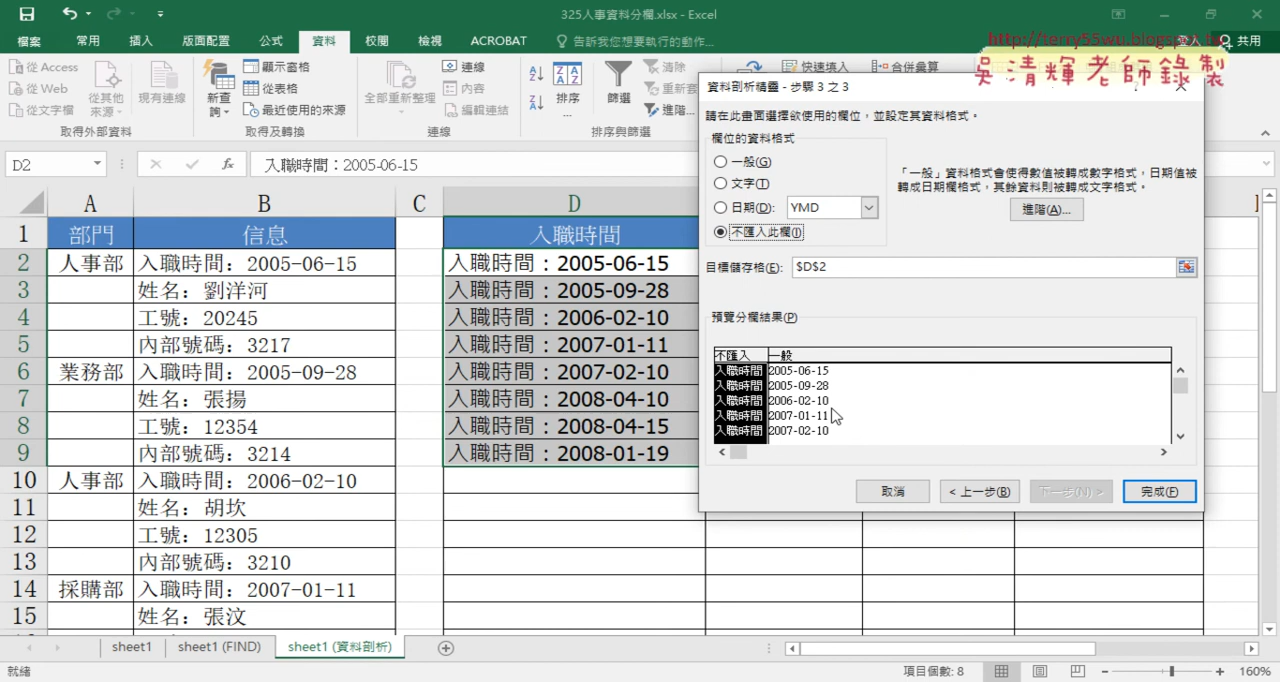 325人事資料分欄.xlsx - Excel
http://terry55wu.blogspot.tw
吳清輝老師錄製
檔案 常用 插入 版面配置 公式 資料 校閱 檢視 ACROBAT 告訴我您想要執行的動作... 登入 共用
從 Access
從 Web
從文字檔
從其他來源
現有連線
取得外部資料
新查詢
顯示窗格
從表格
最近使用的來源
取得及轉換
全部重新整理
連線
內容
編輯連結
連線
排序...
篩選
清除
重新套
進階...
排序與篩選
快速填入
合併彙算
D2
入職時間：2005-06-15
A B C D
1 部門 信息 入職時間
2 人事部 入職時間：2005-06-15 入職時間：2005-06-15
3 姓名：劉洋河 入職時間：2005-09-28
4 工號：20245 入職時間：2006-02-10
5 內部號碼：3217 入職時間：2007-01-11
6 業務部 入職時間：2005-09-28 入職時間：2007-02-10
7 姓名：張揚 入職時間：2008-04-10
8 工號：12354 入職時間：2008-04-15
9 內部號碼：3214 入職時間：2008-01-19
10 人事部 入職時間：2006-02-10
11 姓名：胡坎
12 工號：12305
13 內部號碼：3210
14 採購部 入職時間：2007-01-11
15 姓名：張汶
資料剖析精靈 - 步驟 3 之 3
請在此畫面選擇欲使用的欄位，並設定其資料格式。
欄位的資料格式
一般(G)
文字(T)
日期(D): YMD
不匯入此欄(I)
「一般」資料格式會使得數值被轉成數字格式，日期值被
轉成日期欄格式，其餘資料則被轉成文字格式。
進階(A)...
目標儲存格(E): $D$2
預覽分欄結果(P)
不匯入 一般
入職時間 2005-06-15
入職時間 2005-09-28
入職時間 2006-02-10
入職時間 2007-01-11
入職時間 2007-02-10
取消 < 上一步(B) 下一步(N) > 完成(F)
sheet1 sheet1 (FIND) sheet1 (資料剖析)
就緒 項目個數: 8 160%